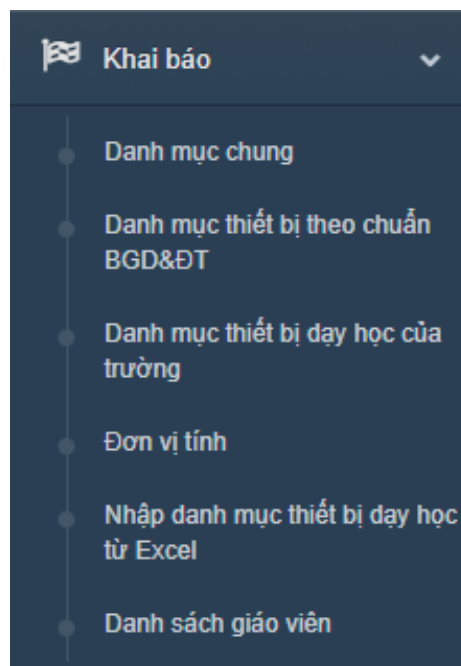 Khai báo
Danh mục chung
Danh mục thiết bị theo chuẩn
BGD&ĐT
Danh mục thiết bị dạy học của
trường
Đơn vị tính
Nhập danh mục thiết bị dạy học
từ Excel
Danh sách giáo viên